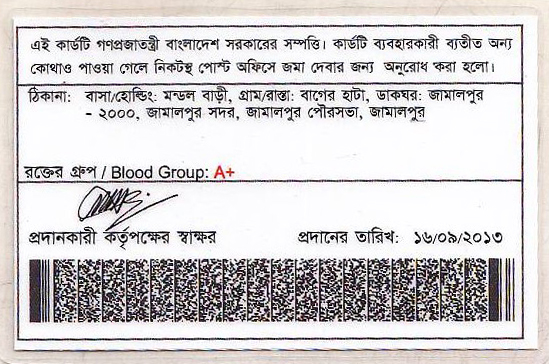 এই কার্ডটি গণপ্রজাতন্ত্রী বাংলাদেশ সরকারের সম্পত্তি। কার্ডটি ব্যবহারকারী ব্যতীত অন্য
কোথাও পাওয়া গেলে নিকটস্থ পোস্ট অফিসে জমা দেবার জন্য অনুরোধ করা হলো।
ঠিকানা: বাসা/হোল্ডিং: মন্ডল বাড়ী, গ্রাম/রাস্তা: বাগের হাটা, ডাকঘর: জামালপুর
- ২০০০, জামালপুর সদর, জামালপুর পৌরসভা, জামালপুর
রক্তের গ্রুপ / Blood Group: A+
প্রদানকারী কর্তৃপক্ষের স্বাক্ষর প্রদানের তারিখ: ১৬/০৯/২০১৩